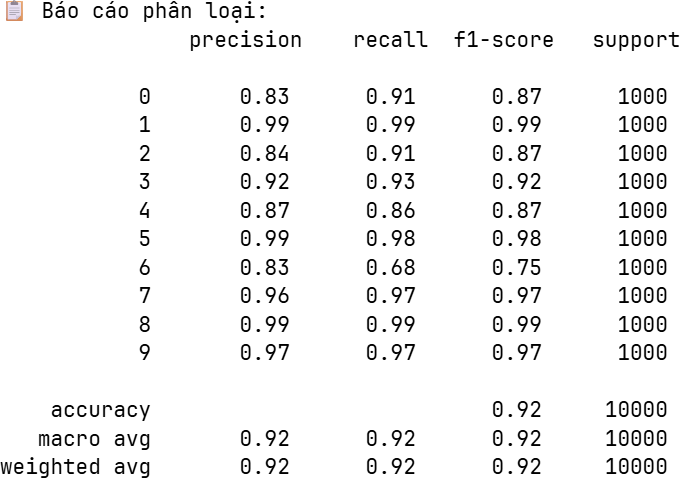 📋 Báo cáo phân loại:
precision recall f1-score support
0 0.83 0.91 0.87 1000
1 0.99 0.99 0.99 1000
2 0.84 0.91 0.87 1000
3 0.92 0.93 0.92 1000
4 0.87 0.86 0.87 1000
5 0.99 0.98 0.98 1000
6 0.83 0.68 0.75 1000
7 0.96 0.97 0.97 1000
8 0.99 0.99 0.99 1000
9 0.97 0.97 0.97 1000
accuracy 0.92 10000
macro avg 0.92 0.92 0.92 10000
weighted avg 0.92 0.92 0.92 10000